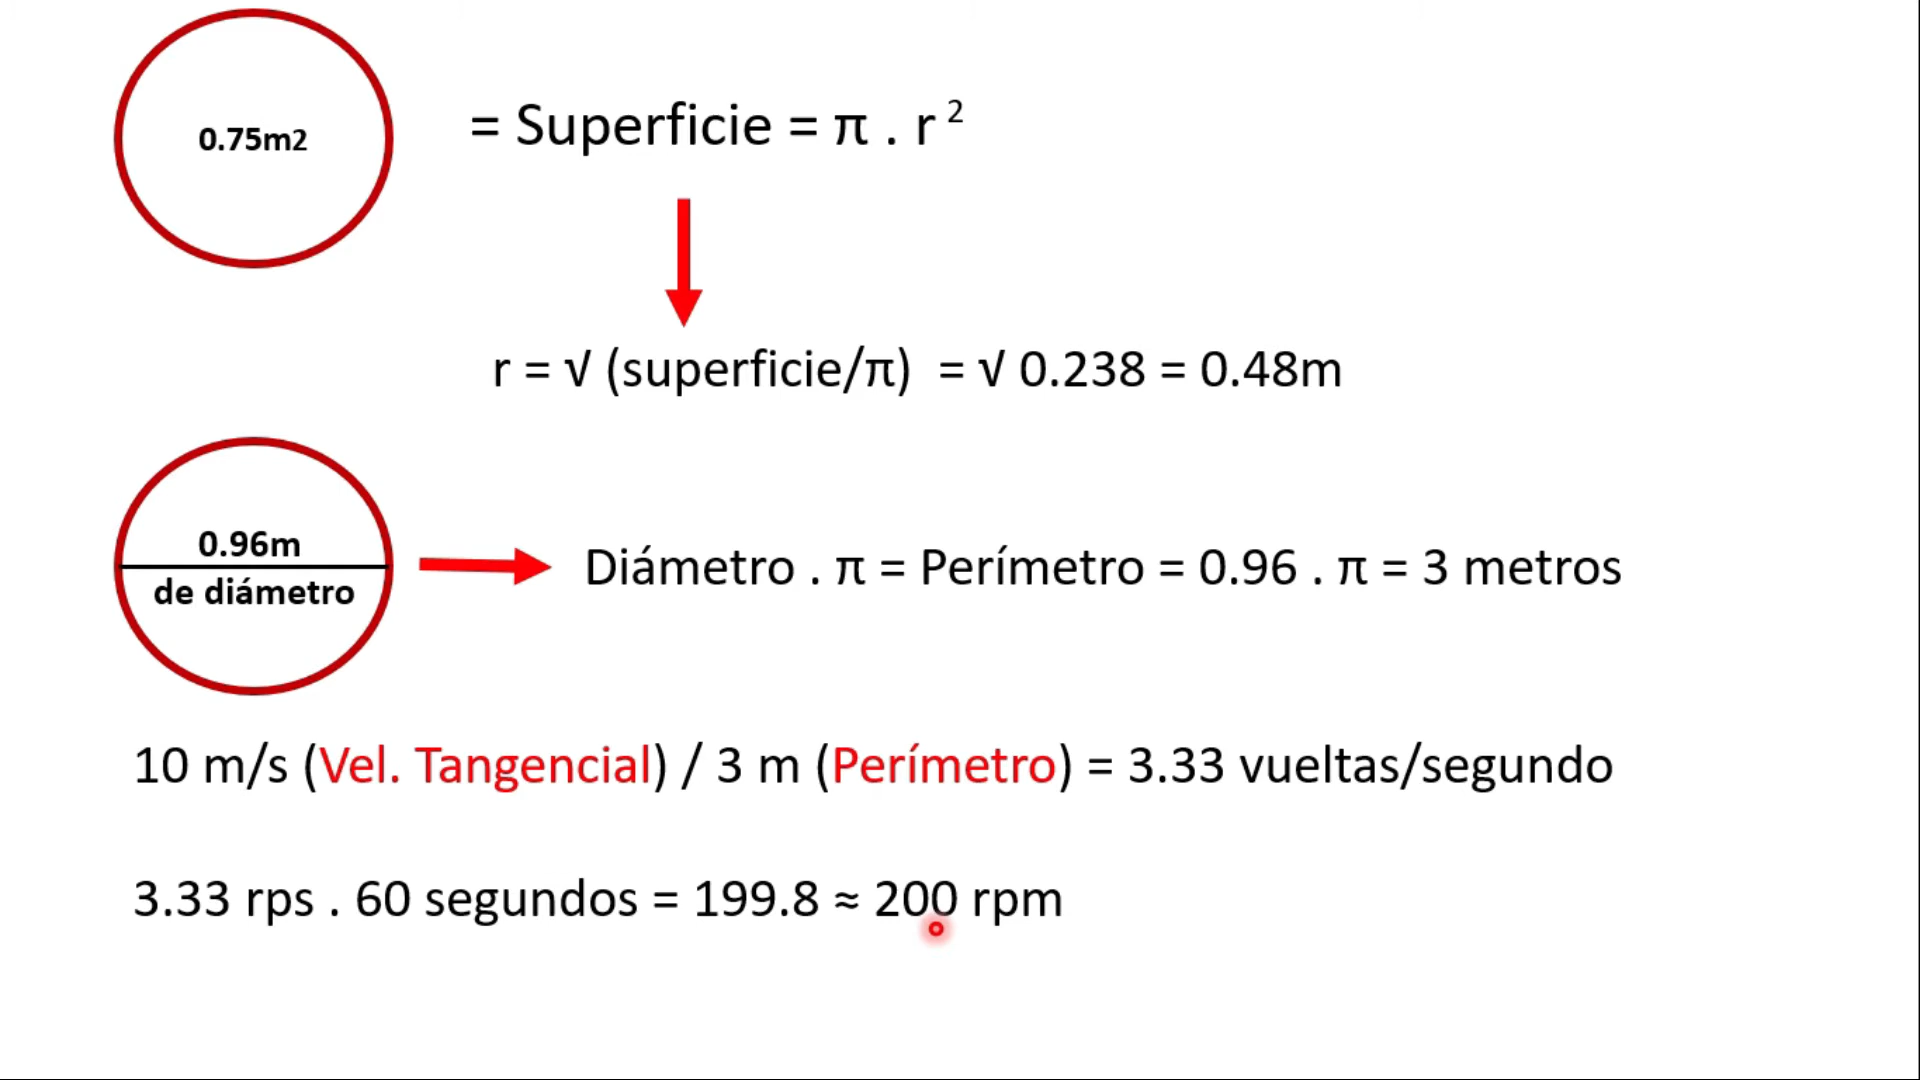 0.75m2
= Superficie = π . r ²
r = √ (superficie/π) = √ 0.238 = 0.48m
0.96m
de diámetro
Diámetro . π = Perímetro = 0.96 . π = 3 metros
10 m/s (Vel. Tangencial) / 3 m (Perímetro) = 3.33 vueltas/segundo
3.33 rps . 60 segundos = 199.8 ≈ 200 rpm